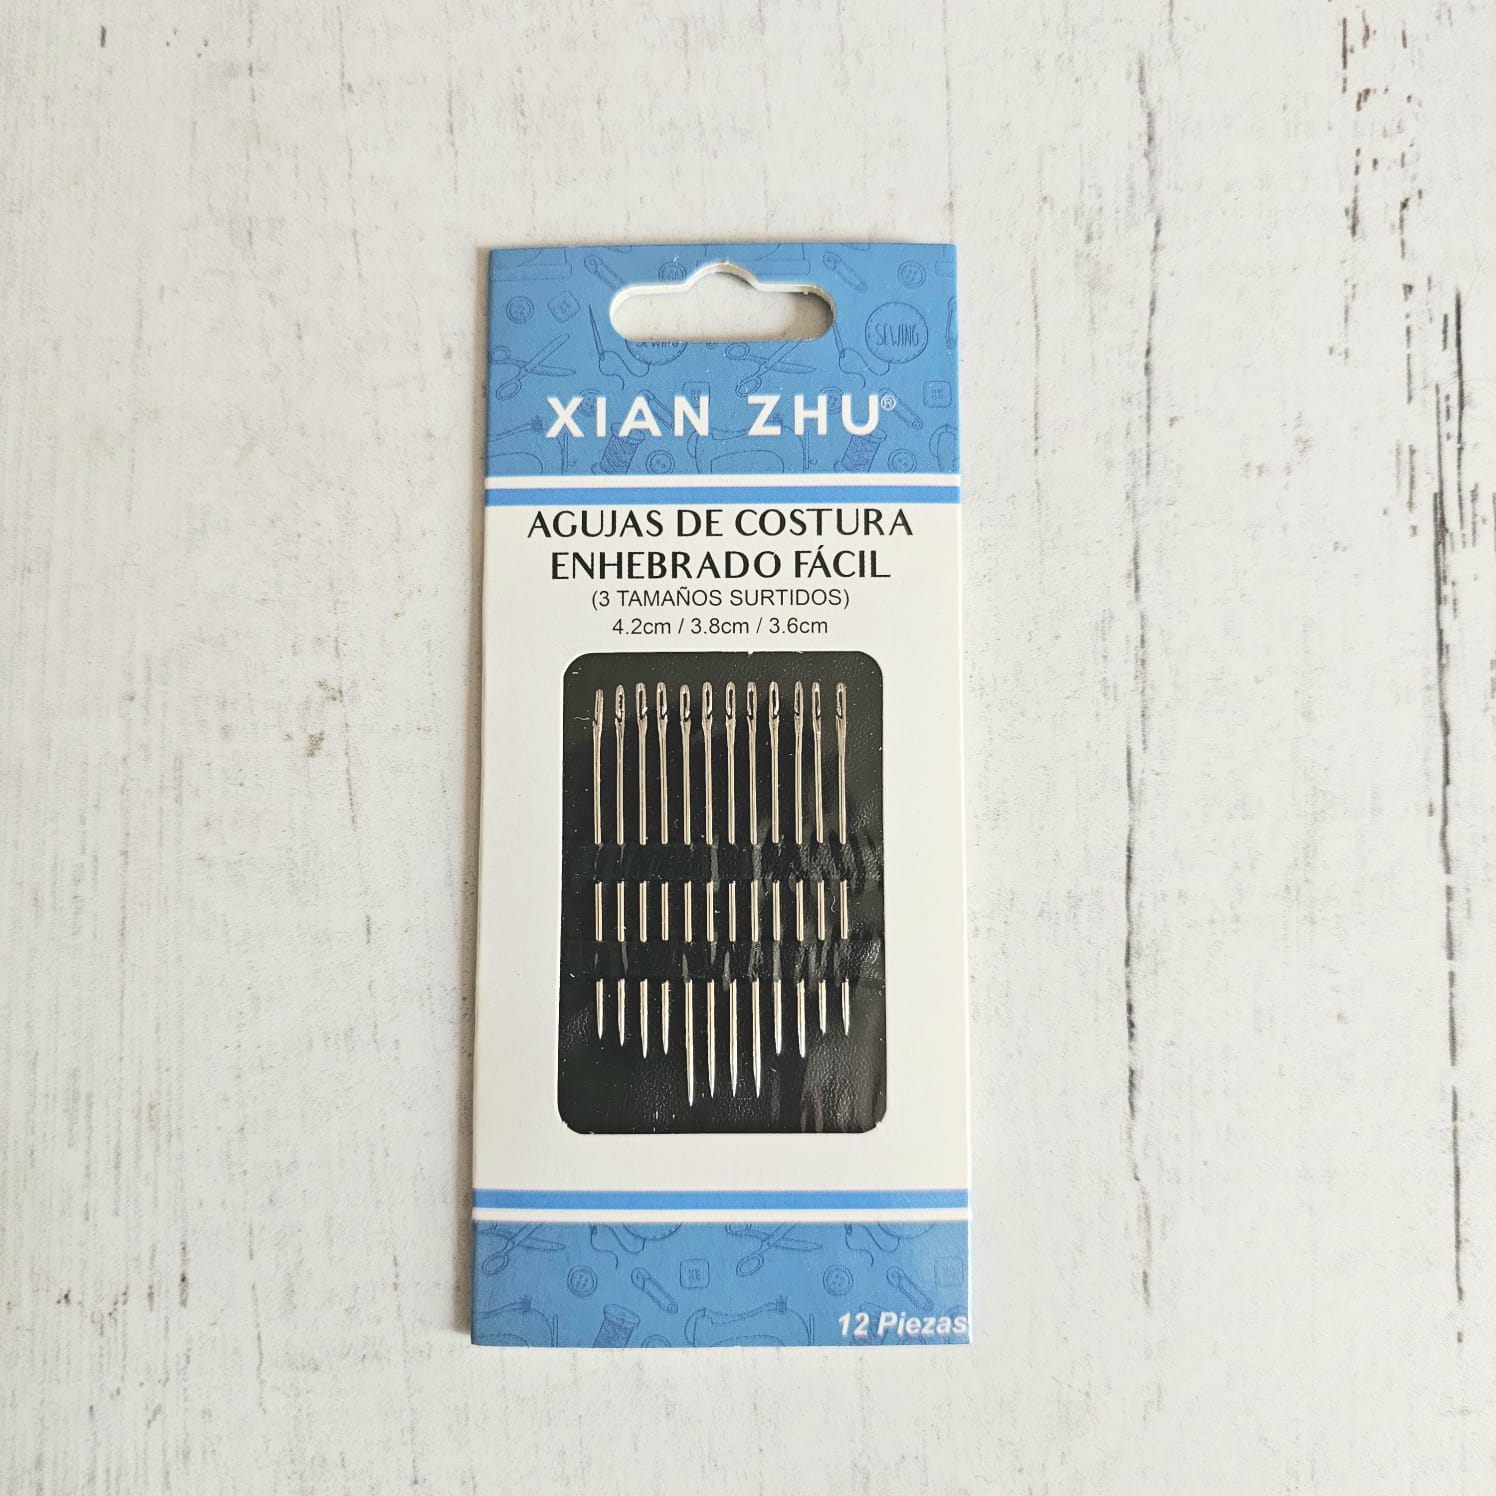 SEWING
XIAN ZHU®
AGUJAS DE COSTURA
ENHEBRADO FÁCIL
(3 TAMAÑOS SURTIDOS)
4.2cm / 3.8cm / 3.6cm
12 Piezas